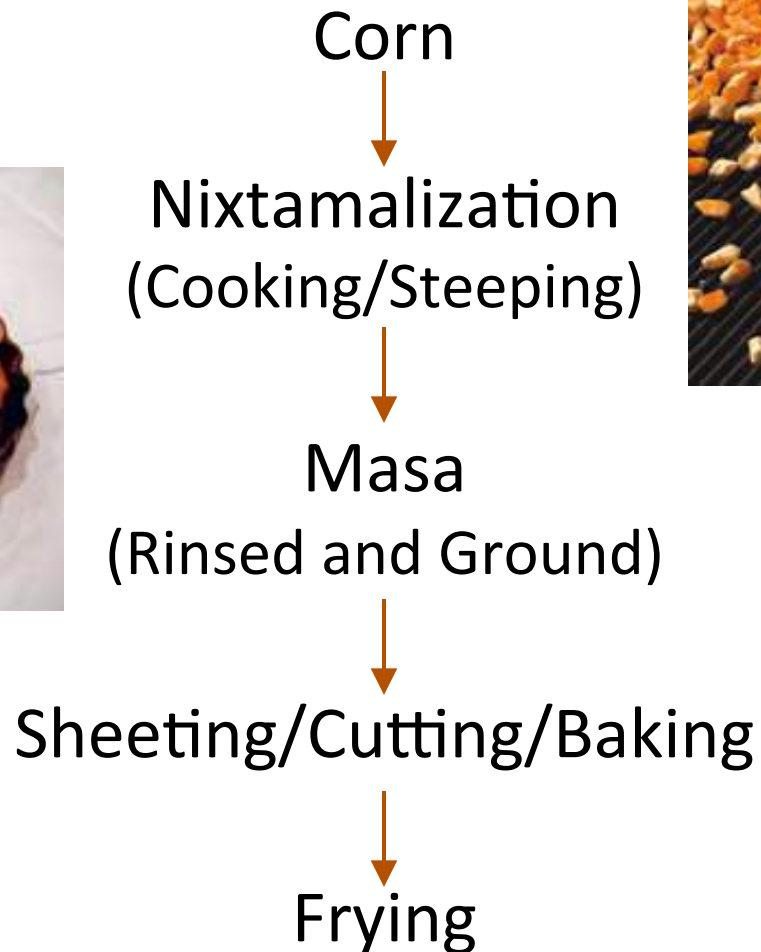 Corn
Nixtamalization
(Cooking/Steeping)
Masa
(Rinsed and Ground)
Sheeting/Cutting/Baking
Frying